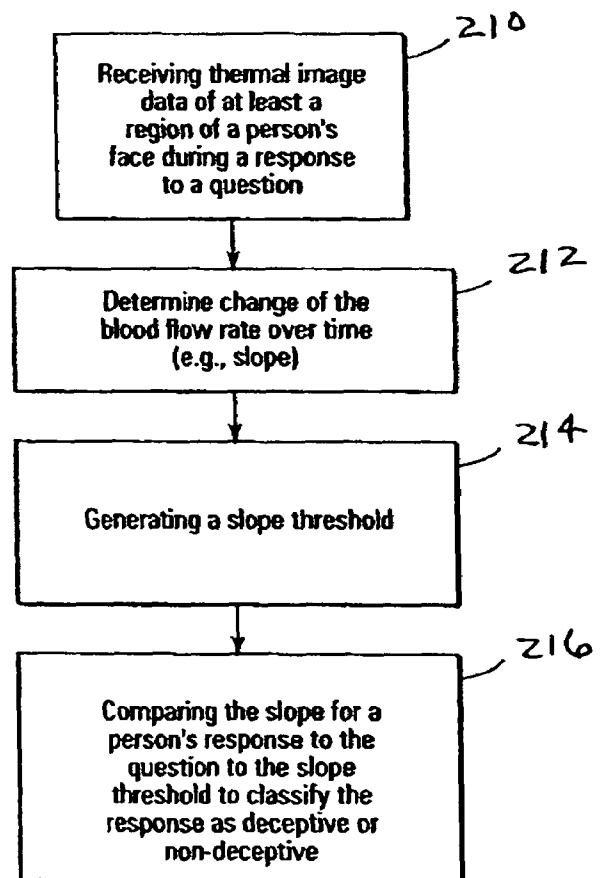 210
Receiving thermal image
data of at least a
region of a person's
face during a response
to a question
212
Determine change of the
blood flow rate over time
(e.g., slope)
214
Generating a slope threshold
216
Comparing the slope for a
person's response to the
question to the slope
threshold to classify the
response as deceptive or
non-deceptive